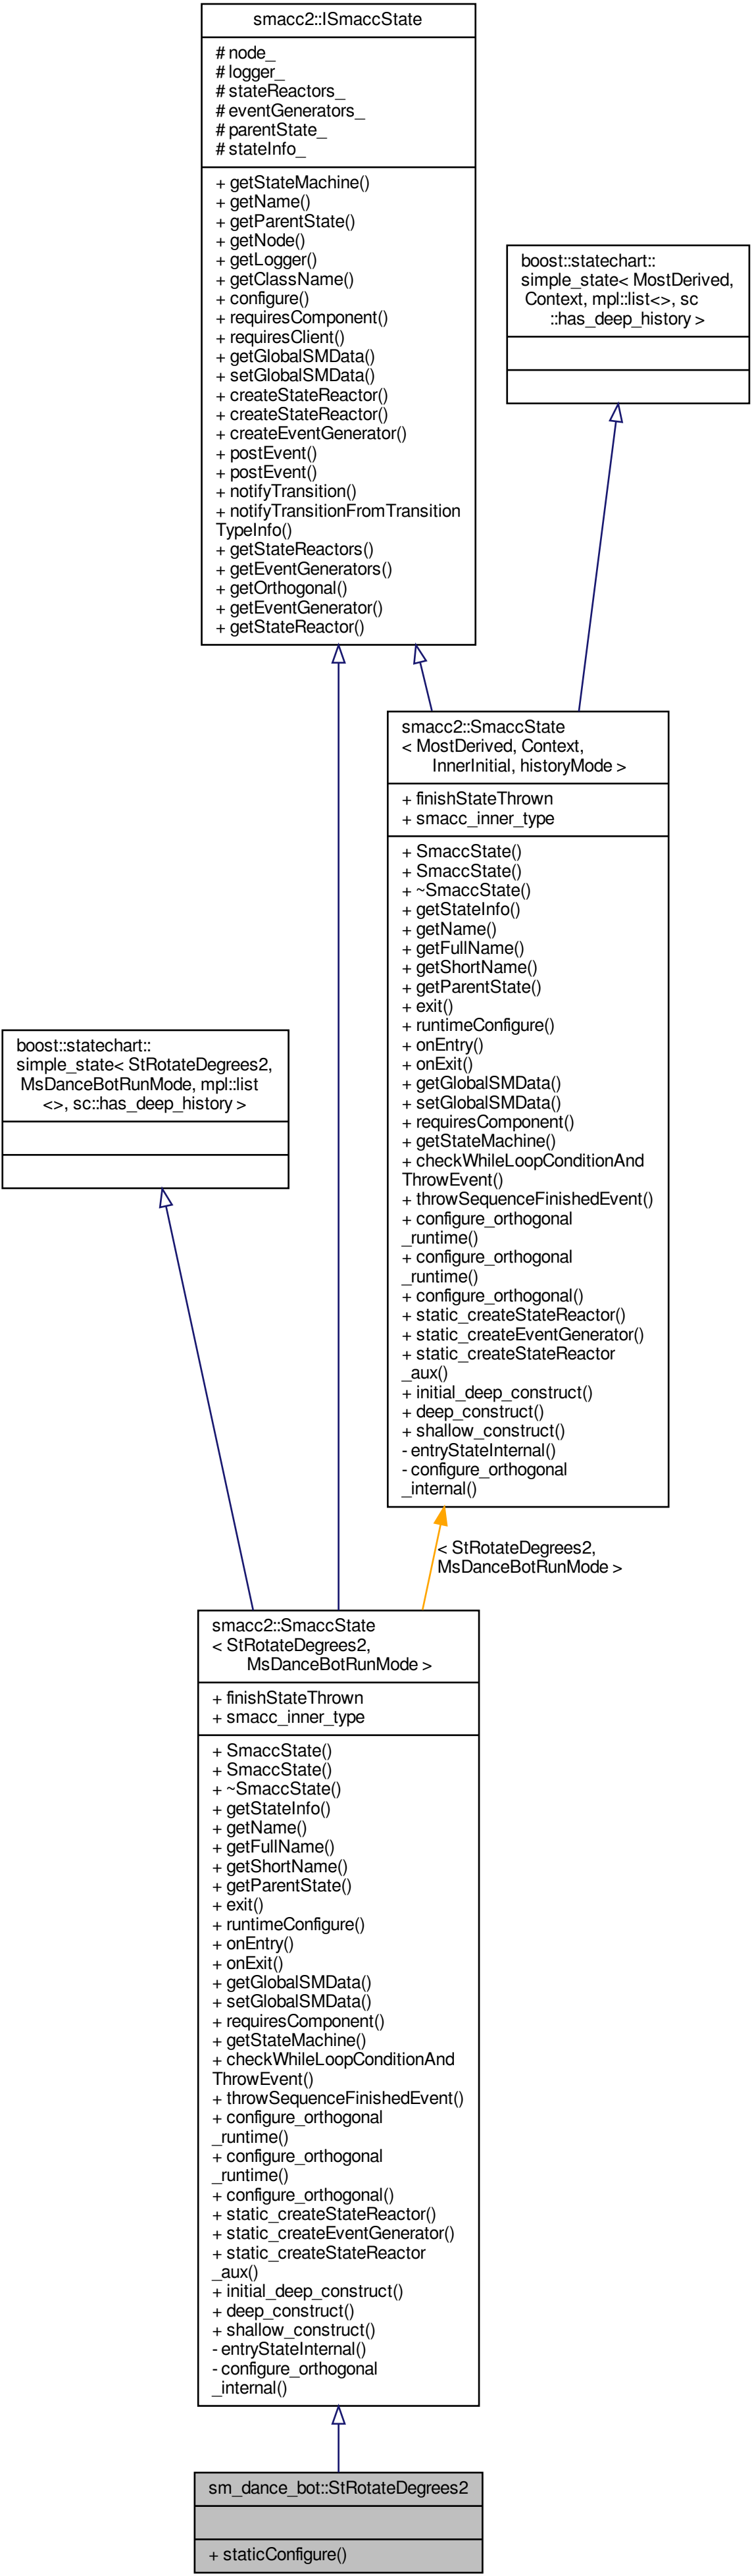 smacc2::ISmaccState
# node_
# logger_
# stateReactors_
# eventGenerators_
# parentState_
# stateInfo_
+ getStateMachine()
+ getName()
+ getParentState()
+ getNode()
+ getLogger()
+ getClassName()
+ configure()
+ requiresComponent()
+ requiresClient()
+ getGlobalSMData()
+ setGlobalSMData()
+ createStateReactor()
+ createStateReactor()
+ createEventGenerator()
+ postEvent()
+ postEvent()
+ notifyTransition()
+ notifyTransitionFromTransition
TypeInfo()
+ getStateReactors()
+ getEventGenerators()
+ getOrthogonal()
+ getEventGenerator()
+ getStateReactor()
boost::statechart::
simple_state< MostDerived,
Context, mpl::list<>, sc
::has_deep_history >
smacc2::SmaccState
< MostDerived, Context,
InnerInitial, historyMode >
+ finishStateThrown
+ smacc_inner_type
+ SmaccState()
+ SmaccState()
+ ~SmaccState()
+ getStateInfo()
+ getName()
+ getFullName()
+ getShortName()
+ getParentState()
+ exit()
+ runtimeConfigure()
+ onEntry()
+ onExit()
+ getGlobalSMData()
+ setGlobalSMData()
+ requiresComponent()
+ getStateMachine()
+ checkWhileLoopConditionAnd
ThrowEvent()
+ throwSequenceFinishedEvent()
+ configure_orthogonal
_runtime()
+ configure_orthogonal
_runtime()
+ configure_orthogonal()
+ static_createStateReactor()
+ static_createEventGenerator()
+ static_createStateReactor
_aux()
+ initial_deep_construct()
+ deep_construct()
+ shallow_construct()
- entryStateInternal()
- configure_orthogonal
_internal()
boost::statechart::
simple_state< StRotateDegrees2,
MsDanceBotRunMode, mpl::list
<>, sc::has_deep_history >
< StRotateDegrees2,
MsDanceBotRunMode >
smacc2::SmaccState
< StRotateDegrees2,
MsDanceBotRunMode >
+ finishStateThrown
+ smacc_inner_type
+ SmaccState()
+ SmaccState()
+ ~SmaccState()
+ getStateInfo()
+ getName()
+ getFullName()
+ getShortName()
+ getParentState()
+ exit()
+ runtimeConfigure()
+ onEntry()
+ onExit()
+ getGlobalSMData()
+ setGlobalSMData()
+ requiresComponent()
+ getStateMachine()
+ checkWhileLoopConditionAnd
ThrowEvent()
+ throwSequenceFinishedEvent()
+ configure_orthogonal
_runtime()
+ configure_orthogonal
_runtime()
+ configure_orthogonal()
+ static_createStateReactor()
+ static_createEventGenerator()
+ static_createStateReactor
_aux()
+ initial_deep_construct()
+ deep_construct()
+ shallow_construct()
- entryStateInternal()
- configure_orthogonal
_internal()
sm_dance_bot::StRotateDegrees2
+ staticConfigure()